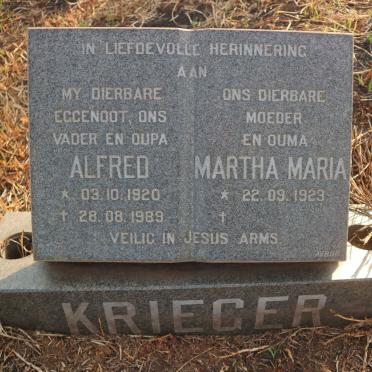 IN LIEFDEVOLLE HERINNERING
AAN
MY DIERBARE
EGGENOOT, ONS
VADER EN OUPA
ALFRED
* 03.10.1920
† 28.08.1989
ONS DIERBARE
MOEDER
EN OUMA
MARTHA MARIA
* 22.09.1923
†
VEILIG IN JESUS ARMS.
KRIEGER